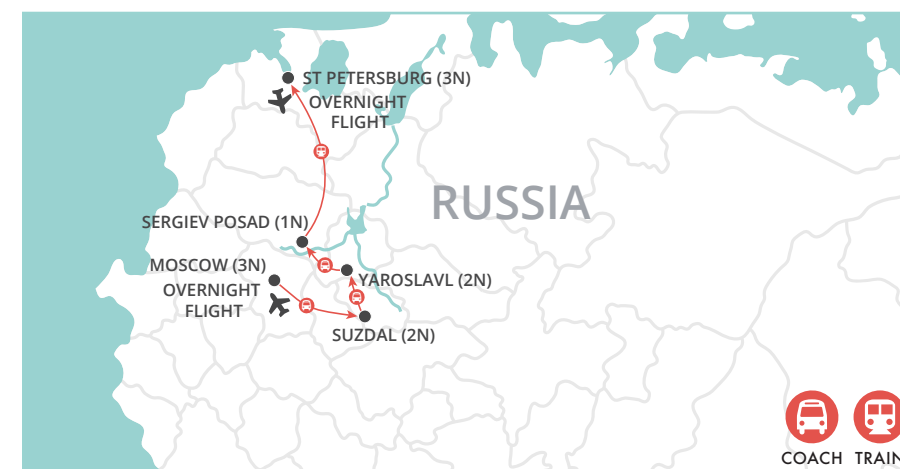 ST PETERSBURG (3N)
OVERNIGHT
FLIGHT
RUSSIA
SERGIEV POSAD (1N)
MOSCOW (3N)
OVERNIGHT
FLIGHT
YAROSLAVL (2N)
SUZDAL (2N)
COACH TRAIN